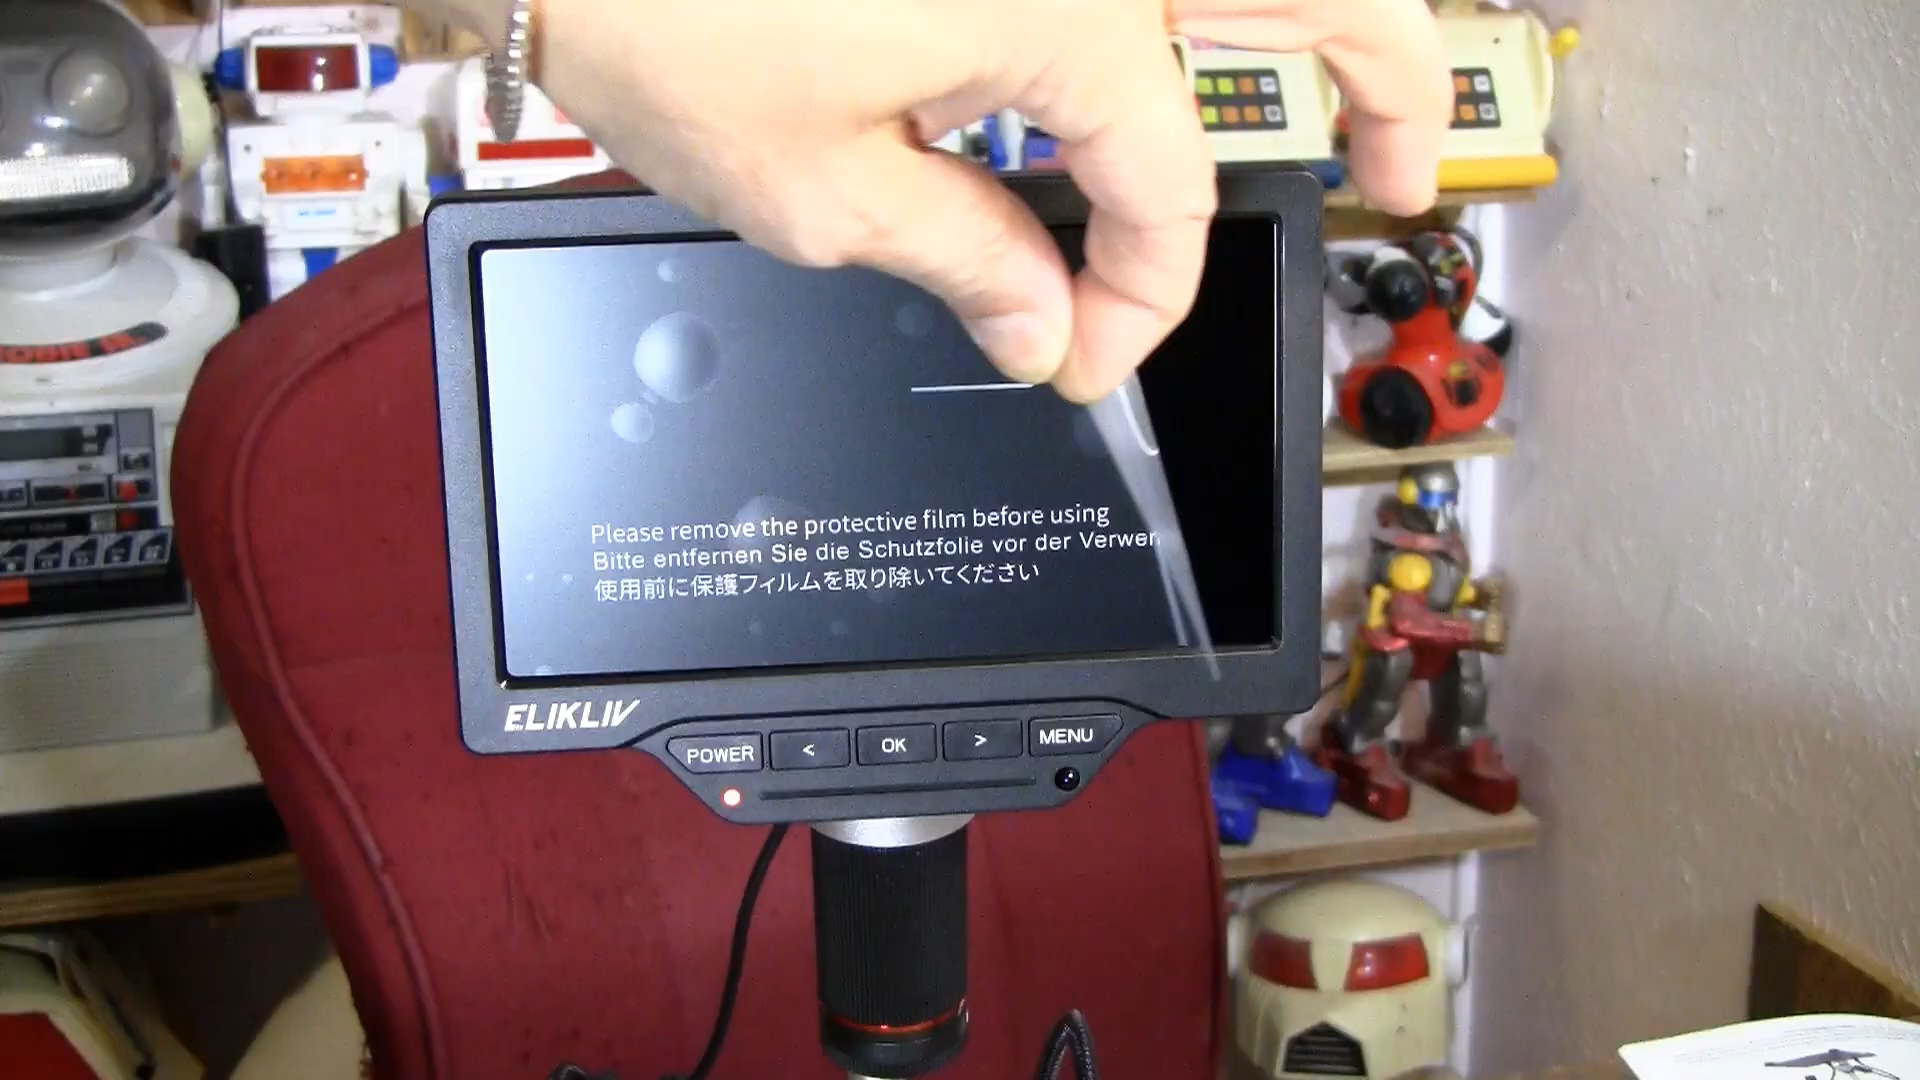 Please remove the protective film before using
Bitte entfernen Sie die Schutzfolie vor der Verwen
使用前に保護フィルムを取り除いてください
ELIKLIV
POWER < OK > MENU